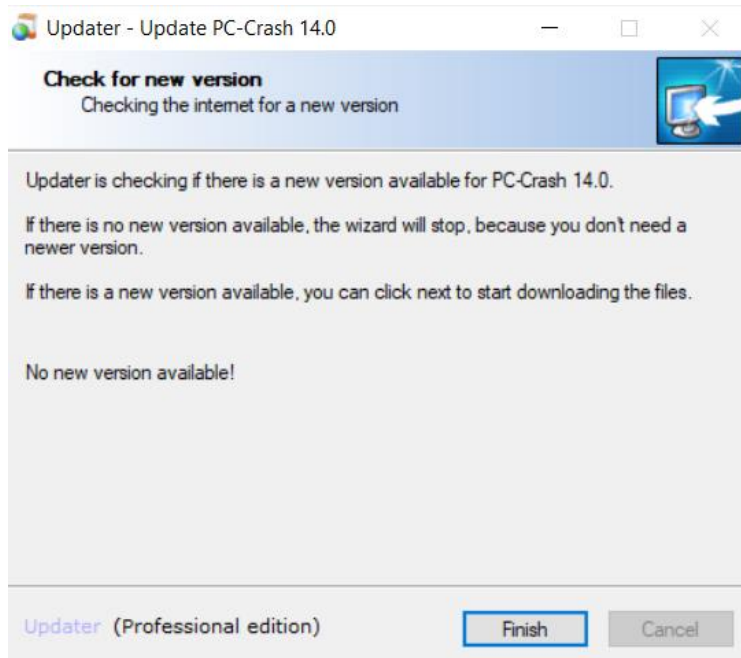 Updater - Update PC-Crash 14.0
Check for new version
Checking the internet for a new version
Updater is checking if there is a new version available for PC-Crash 14.0.
If there is no new version available, the wizard will stop, because you don't need a
newer version.
If there is a new version available, you can click next to start downloading the files.
No new version available!
Updater (Professional edition)
Finish
Cancel